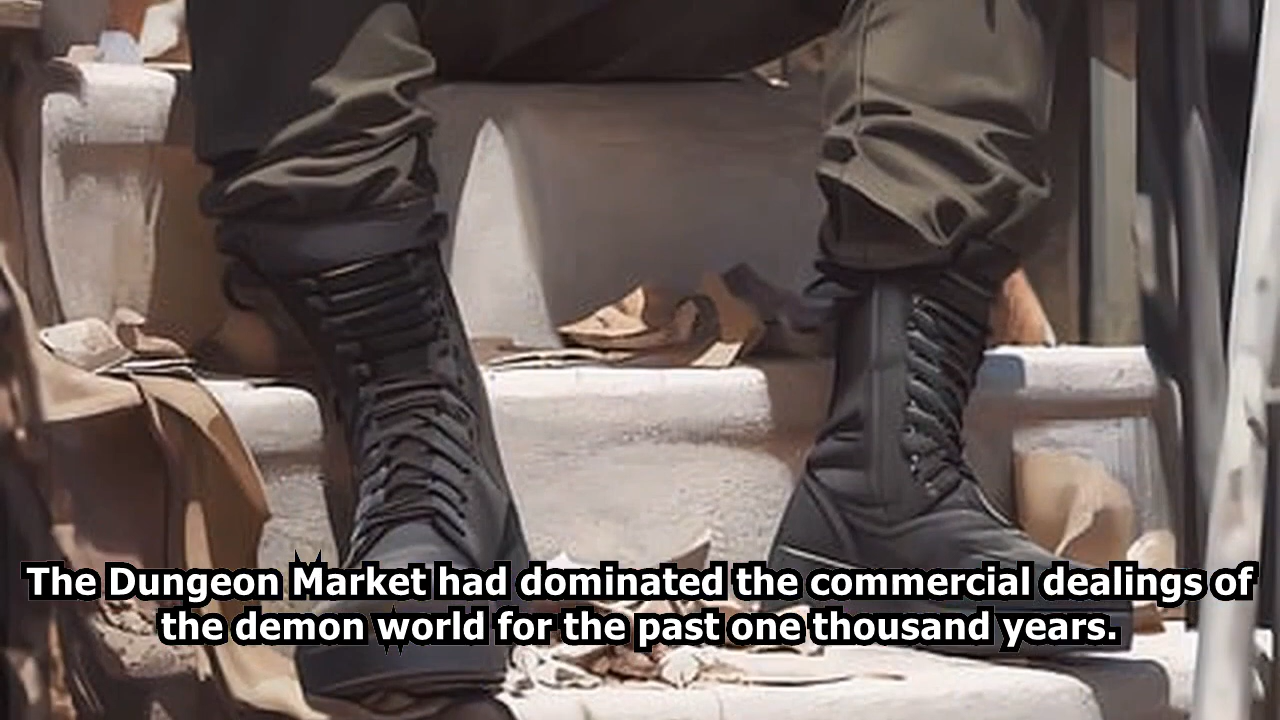 The Dungeon Market had dominated the commercial dealings of
the demon world for the past one thousand years.